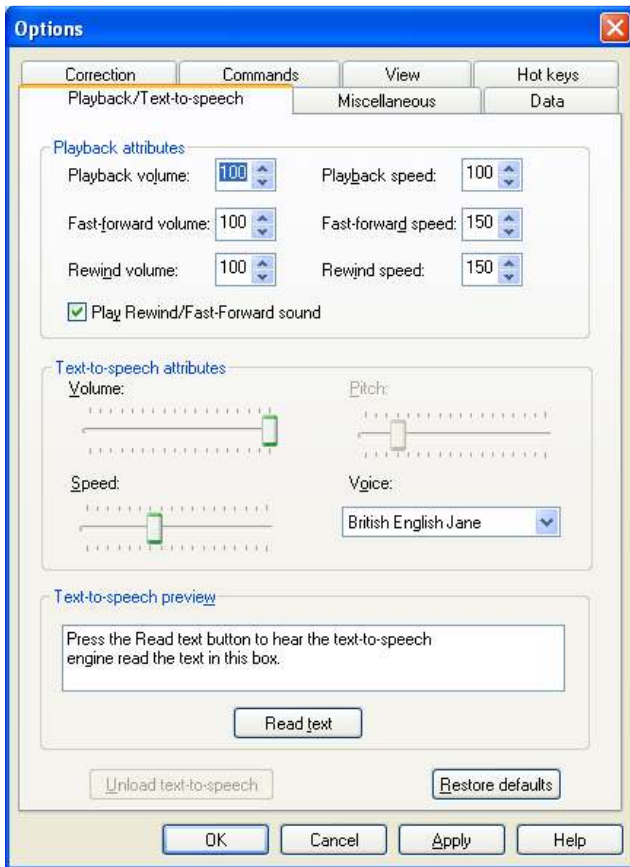 Options
Correction Commands View Hot keys
Playback/Text-to-speech Miscellaneous Data
Playback attributes
Playback volume: 100 Playback speed: 100
Fast-forward volume: 100 Fast-forward speed: 150
Rewind volume: 100 Rewind speed: 150
Play Rewind/Fast-Forward sound
Text-to-speech attributes
Volume: Pitch:
Speed: Voice:
British English Jane
Text-to-speech preview
Press the Read text button to hear the text-to-speech
engine read the text in this box.
Read text
Unload text-to-speech Restore defaults
OK Cancel Apply Help